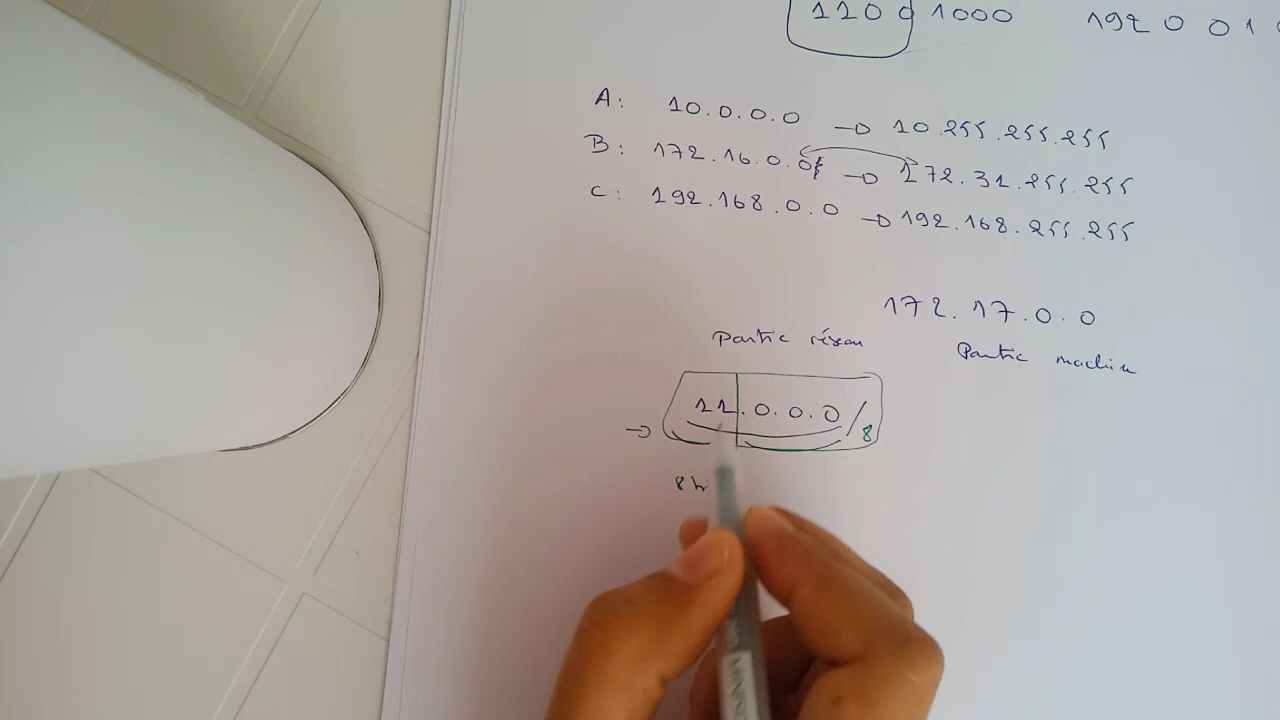 1100 1000 192 0 0 1
A: 10.0.0.0 → 10.255.255.255
B: 172.16.0.0 → 172.31.255.255
C: 192.168.0.0 → 192.168.255.255
172.17.0.0
Partie réseau Partie machine
→ 11.0.0.0/8
8 b